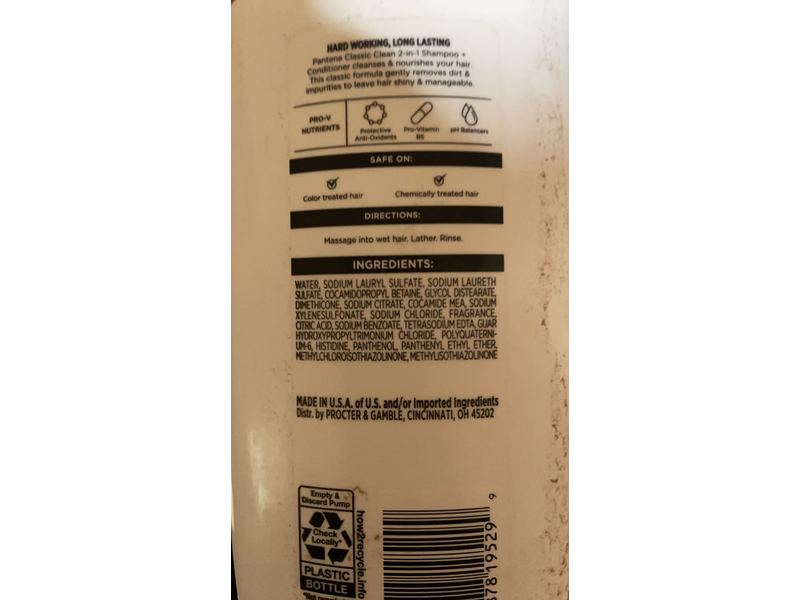 HARD WORKING, LONG LASTING
Pantene Classic Clean 2-in-1 Shampoo +
Conditioner cleanses & nourishes your hair.
This classic formula gently removes dirt &
impurities to leave hair shiny & manageable.
PRO-V
NUTRIENTS
Protective
Anti-Oxidants
Pro-Vitamin
B5
pH Balancers
SAFE ON:
Color treated hair
Chemically treated hair
DIRECTIONS:
Massage into wet hair. Lather. Rinse.
INGREDIENTS:
WATER, SODIUM LAURYL SULFATE, SODIUM LAURETH
SULFATE, COCAMIDOPROPYL BETAINE, GLYCOL DISTEARATE,
DIMETHICONE, SODIUM CITRATE, COCAMIDE MEA, SODIUM
XYLENESULFONATE, SODIUM CHLORIDE, FRAGRANCE,
CITRIC ACID, SODIUM BENZOATE, TETRASODIUM EDTA, GUAR
HYDROXYPROPYLTRIMONIUM CHLORIDE, POLYQUATERNI-
UM-6, HISTIDINE, PANTHENOL, PANTHENYL ETHYL ETHER,
METHYLCHLOROISOTHIAZOLINONE, METHYLISOTHIAZOLINONE
MADE IN U.S.A. of U.S. and/or Imported Ingredients
Distr. by PROCTER & GAMBLE, CINCINNATI, OH 45202
Empty &
Discard Pump
Check
Locally*
PLASTIC
BOTTLE
how2recycle.info
87819529 9